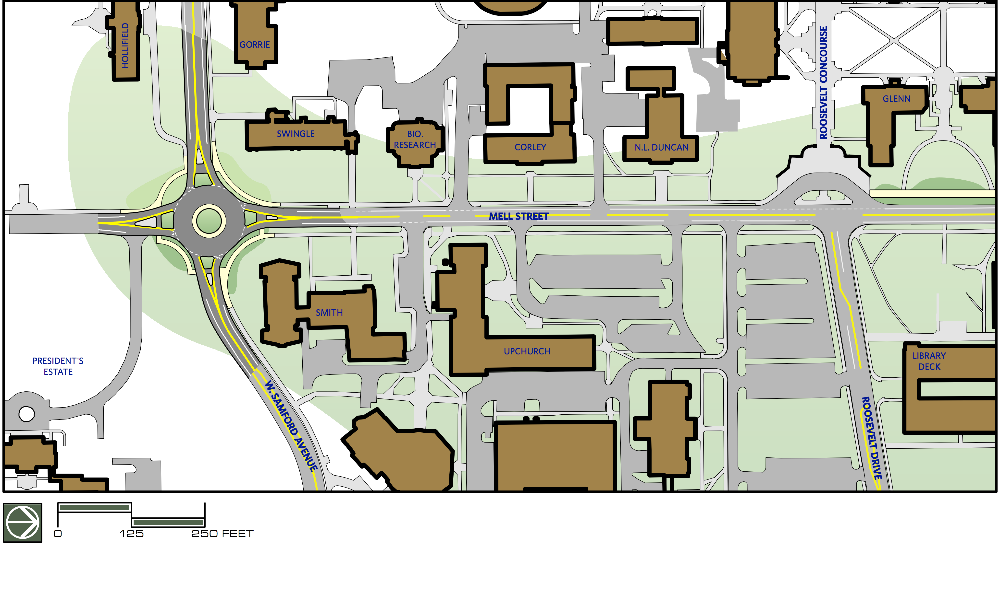 HOLLIFIELD
GORRIE
ROOSEVELT CONCOURSE
GLENN
SWINGLE
BIO.
RESEARCH
CORLEY
N.L. DUNCAN
MELL STREET
SMITH
UPCHURCH
LIBRARY
DECK
PRESIDENT'S
ESTATE
W. SAMFORD AVENUE
ROOSEVELT DRIVE
0 125 250 FEET